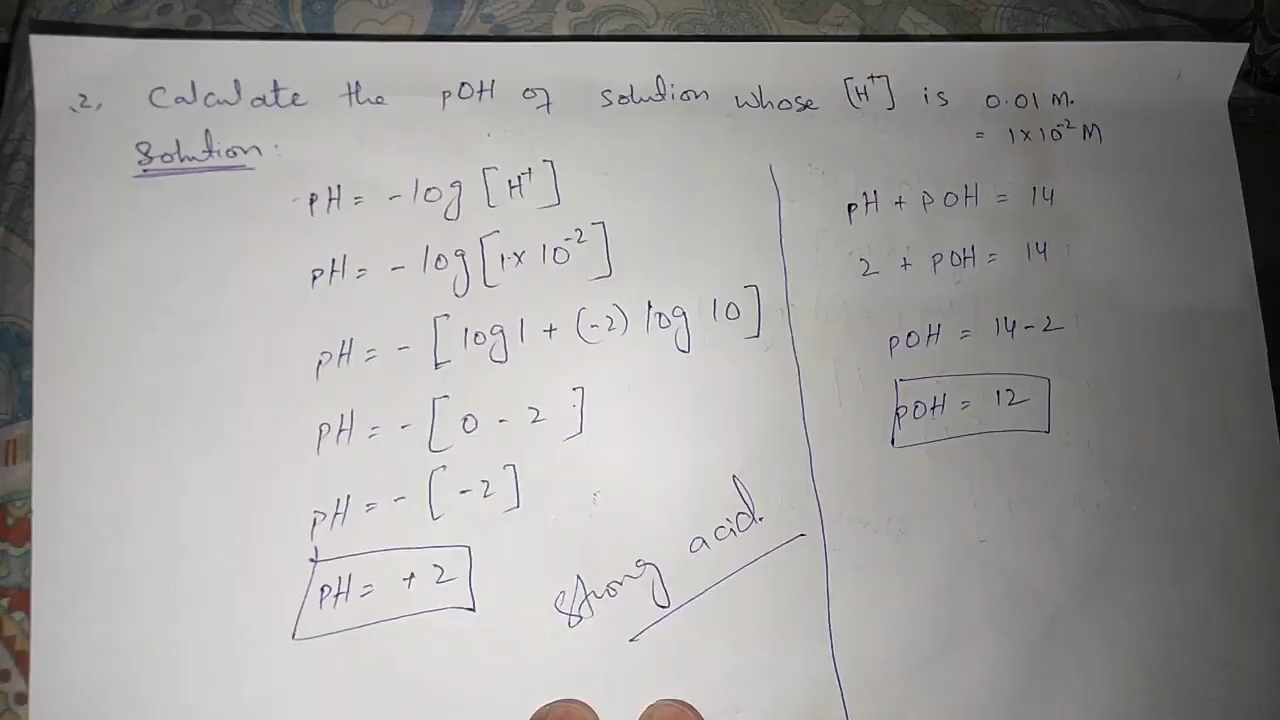 2, Calculate the pOH of solution whose [H⁺] is 0.01 M.
= 1×10⁻² M
Solution:
pH = -log [H⁺]
pH = - log [1×10⁻²]
pH = - [log 1 + (-2) log 10]
pH = - [0 - 2]
pH = - [-2]
pH = +2
strong acid.
pH + pOH = 14
2 + pOH = 14
pOH = 14-2
pOH = 12